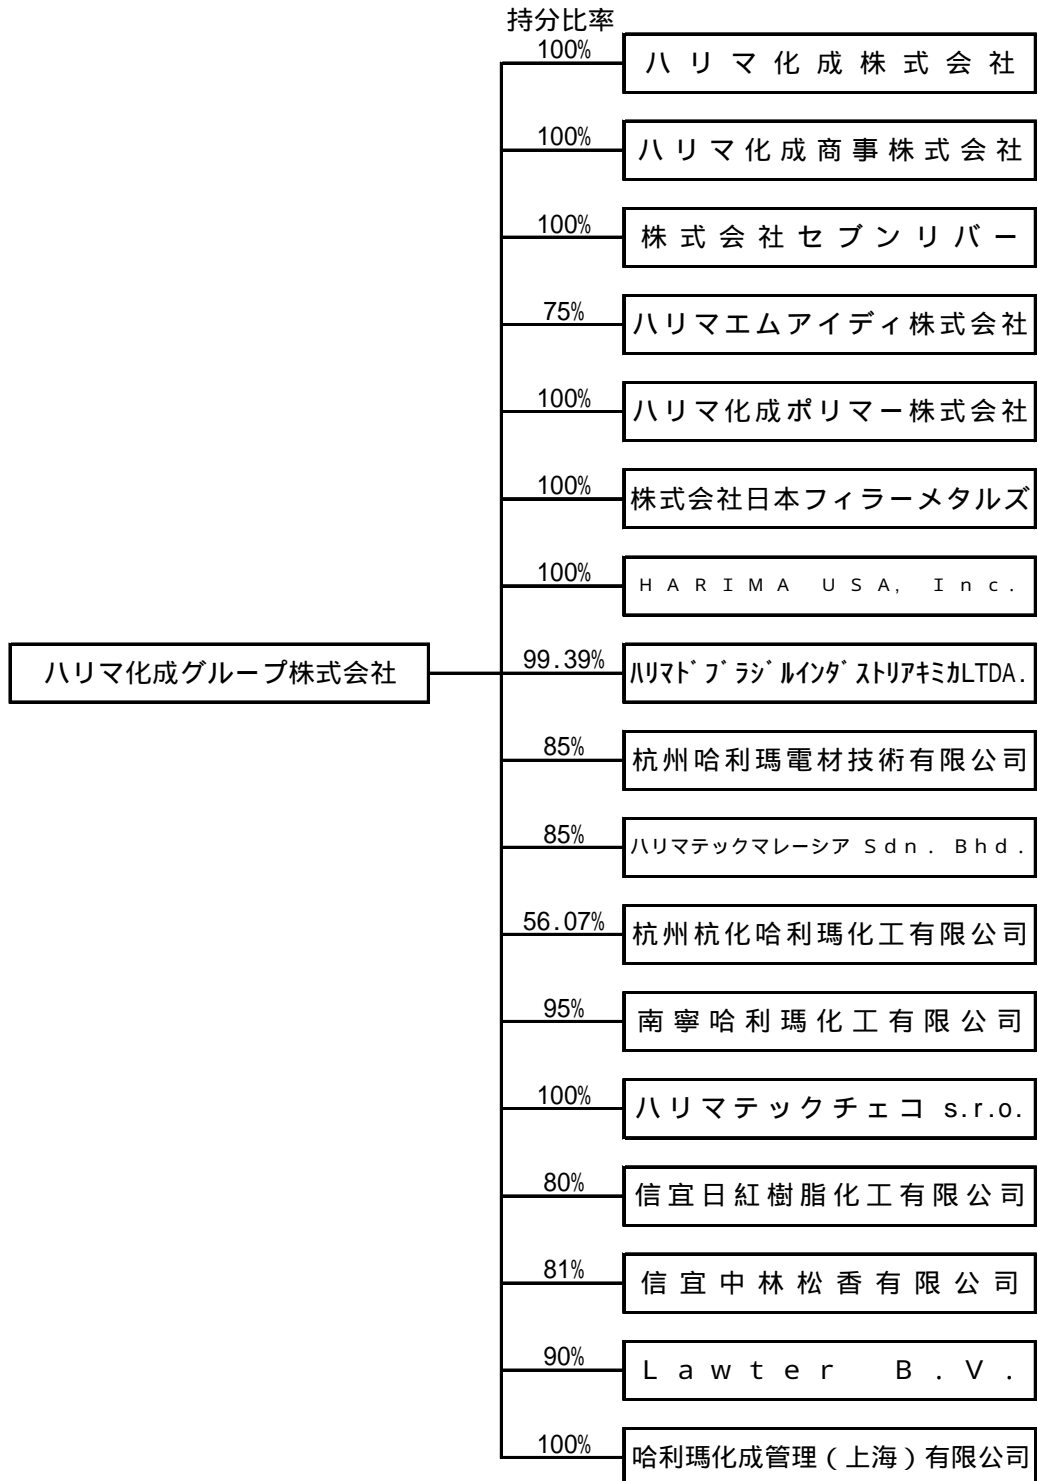 持分比率
100%
ハリマ化成株式会社
100%
ハリマ化成商事株式会社
100%
株式会社セブンリバー
75%
ハリマエムアイディ株式会社
100%
ハリマ化成ポリマー株式会社
100%
株式会社日本フィラーメタルズ
100%
ＨＡＲＩＭＡ　ＵＳＡ,　Ｉｎｃ.
ハリマ化成グループ株式会社
99.39%
ﾊﾘﾏﾄﾞﾌﾞﾗｼﾞﾙｲﾝﾀﾞｽﾄﾘｱｷﾐｶLTDA.
85%
杭州哈利瑪電材技術有限公司
85%
ハリマテックマレーシア Ｓｄｎ. Ｂｈｄ.
56.07%
杭州杭化哈利瑪化工有限公司
95%
南寧哈利瑪化工有限公司
100%
ハリマテックチェコ s.r.o.
80%
信宜日紅樹脂化工有限公司
81%
信宜中林松香有限公司
90%
Ｌａｗｔｅｒ　Ｂ．Ｖ．
100%
哈利瑪化成管理（上海）有限公司